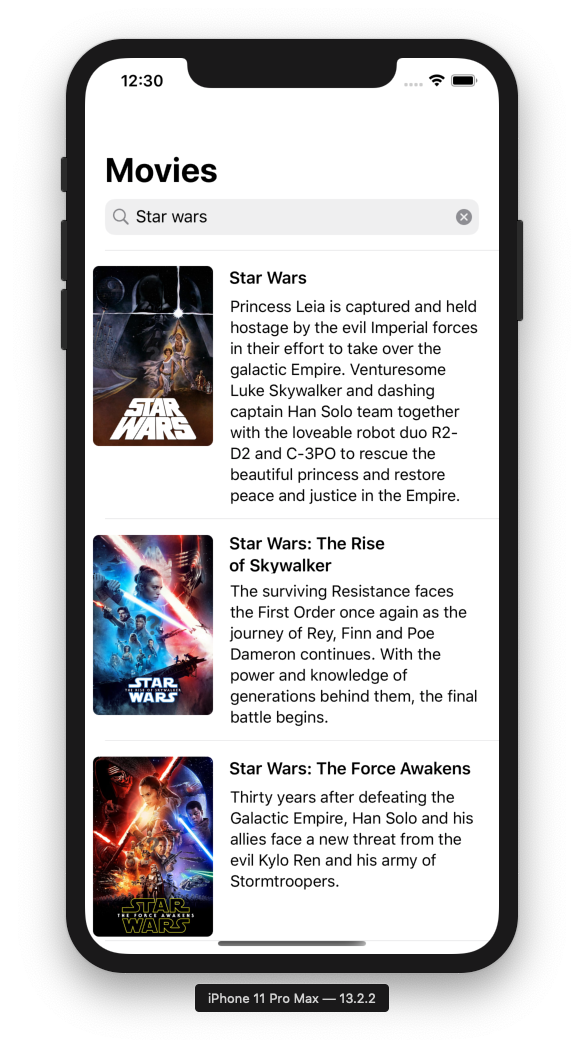 12:30
Movies
Star wars
Star Wars
Princess Leia is captured and held
hostage by the evil Imperial forces
in their effort to take over the
galactic Empire. Venturesome
Luke Skywalker and dashing
captain Han Solo team together
with the loveable robot duo R2-
D2 and C-3PO to rescue the
beautiful princess and restore
peace and justice in the Empire.
STAR
WARS
Star Wars: The Rise
of Skywalker
The surviving Resistance faces
the First Order once again as the
journey of Rey, Finn and Poe
Dameron continues. With the
power and knowledge of
generations behind them, the final
battle begins.
STAR
THE RISE OF SKYWALKER
WARS
Star Wars: The Force Awakens
Thirty years after defeating the
Galactic Empire, Han Solo and his
allies face a new threat from the
evil Kylo Ren and his army of
Stormtroopers.
STAR
THE FORCE AWAKENS
WARS
iPhone 11 Pro Max — 13.2.2